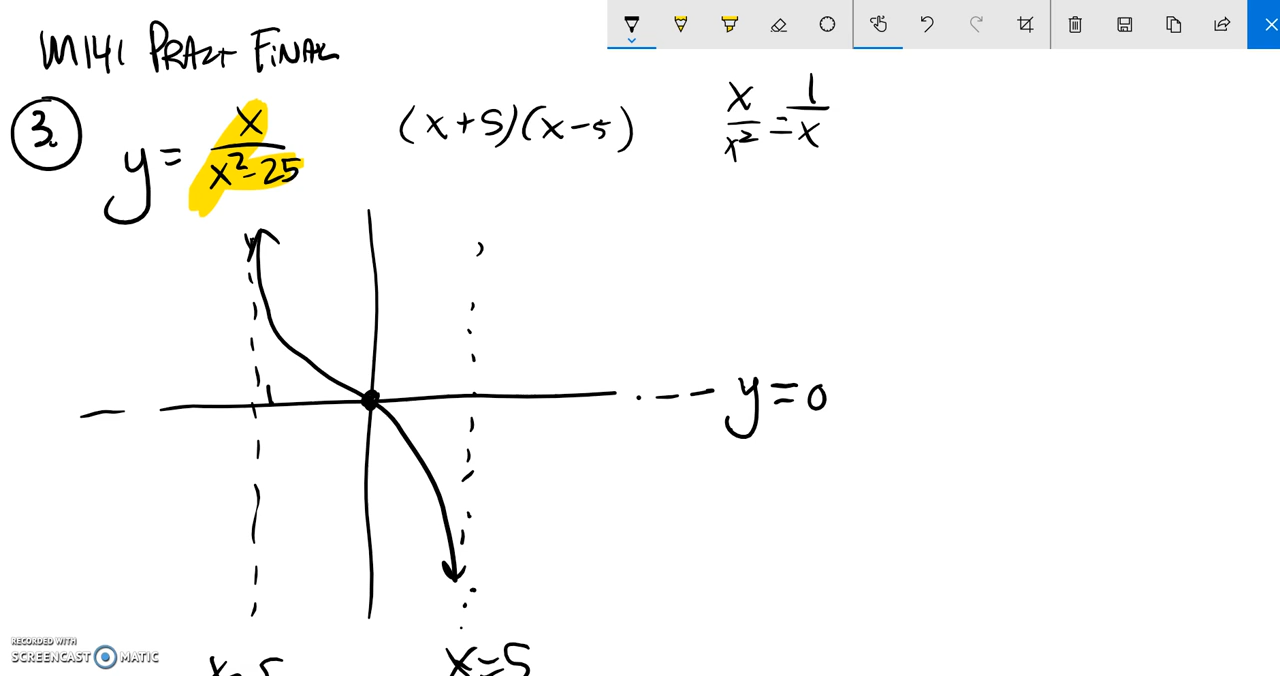 M141 PRACT FINAL
3.
y = x / x² - 25
(x+5)(x-5)
x / x² = 1 / x
y = 0
x = 5
RECORDED WITH
SCREENCAST MATIC